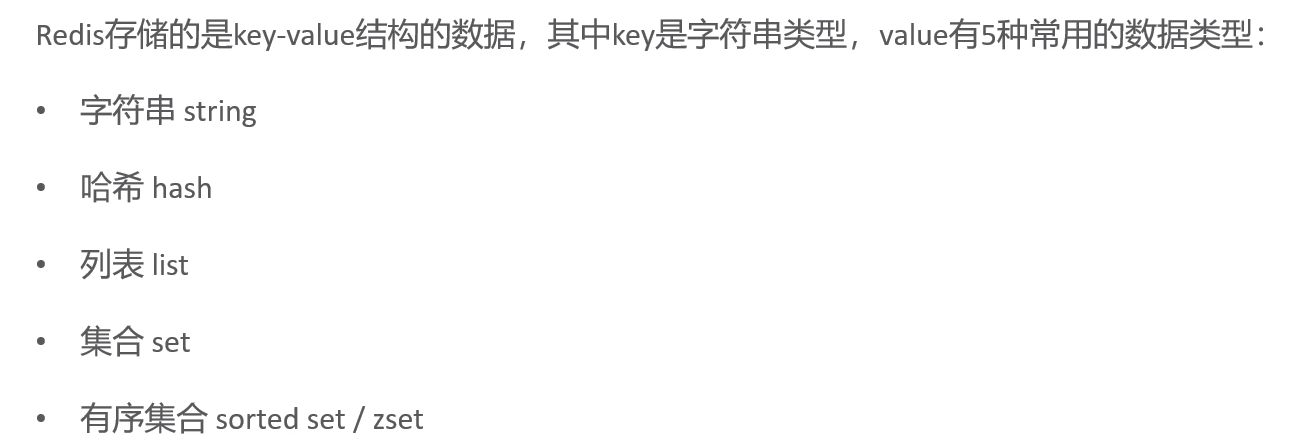 Redis存储的是key-value结构的数据，其中key是字符串类型，value有5种常用的数据类型：
• 字符串 string
• 哈希 hash
• 列表 list
• 集合 set
• 有序集合 sorted set / zset